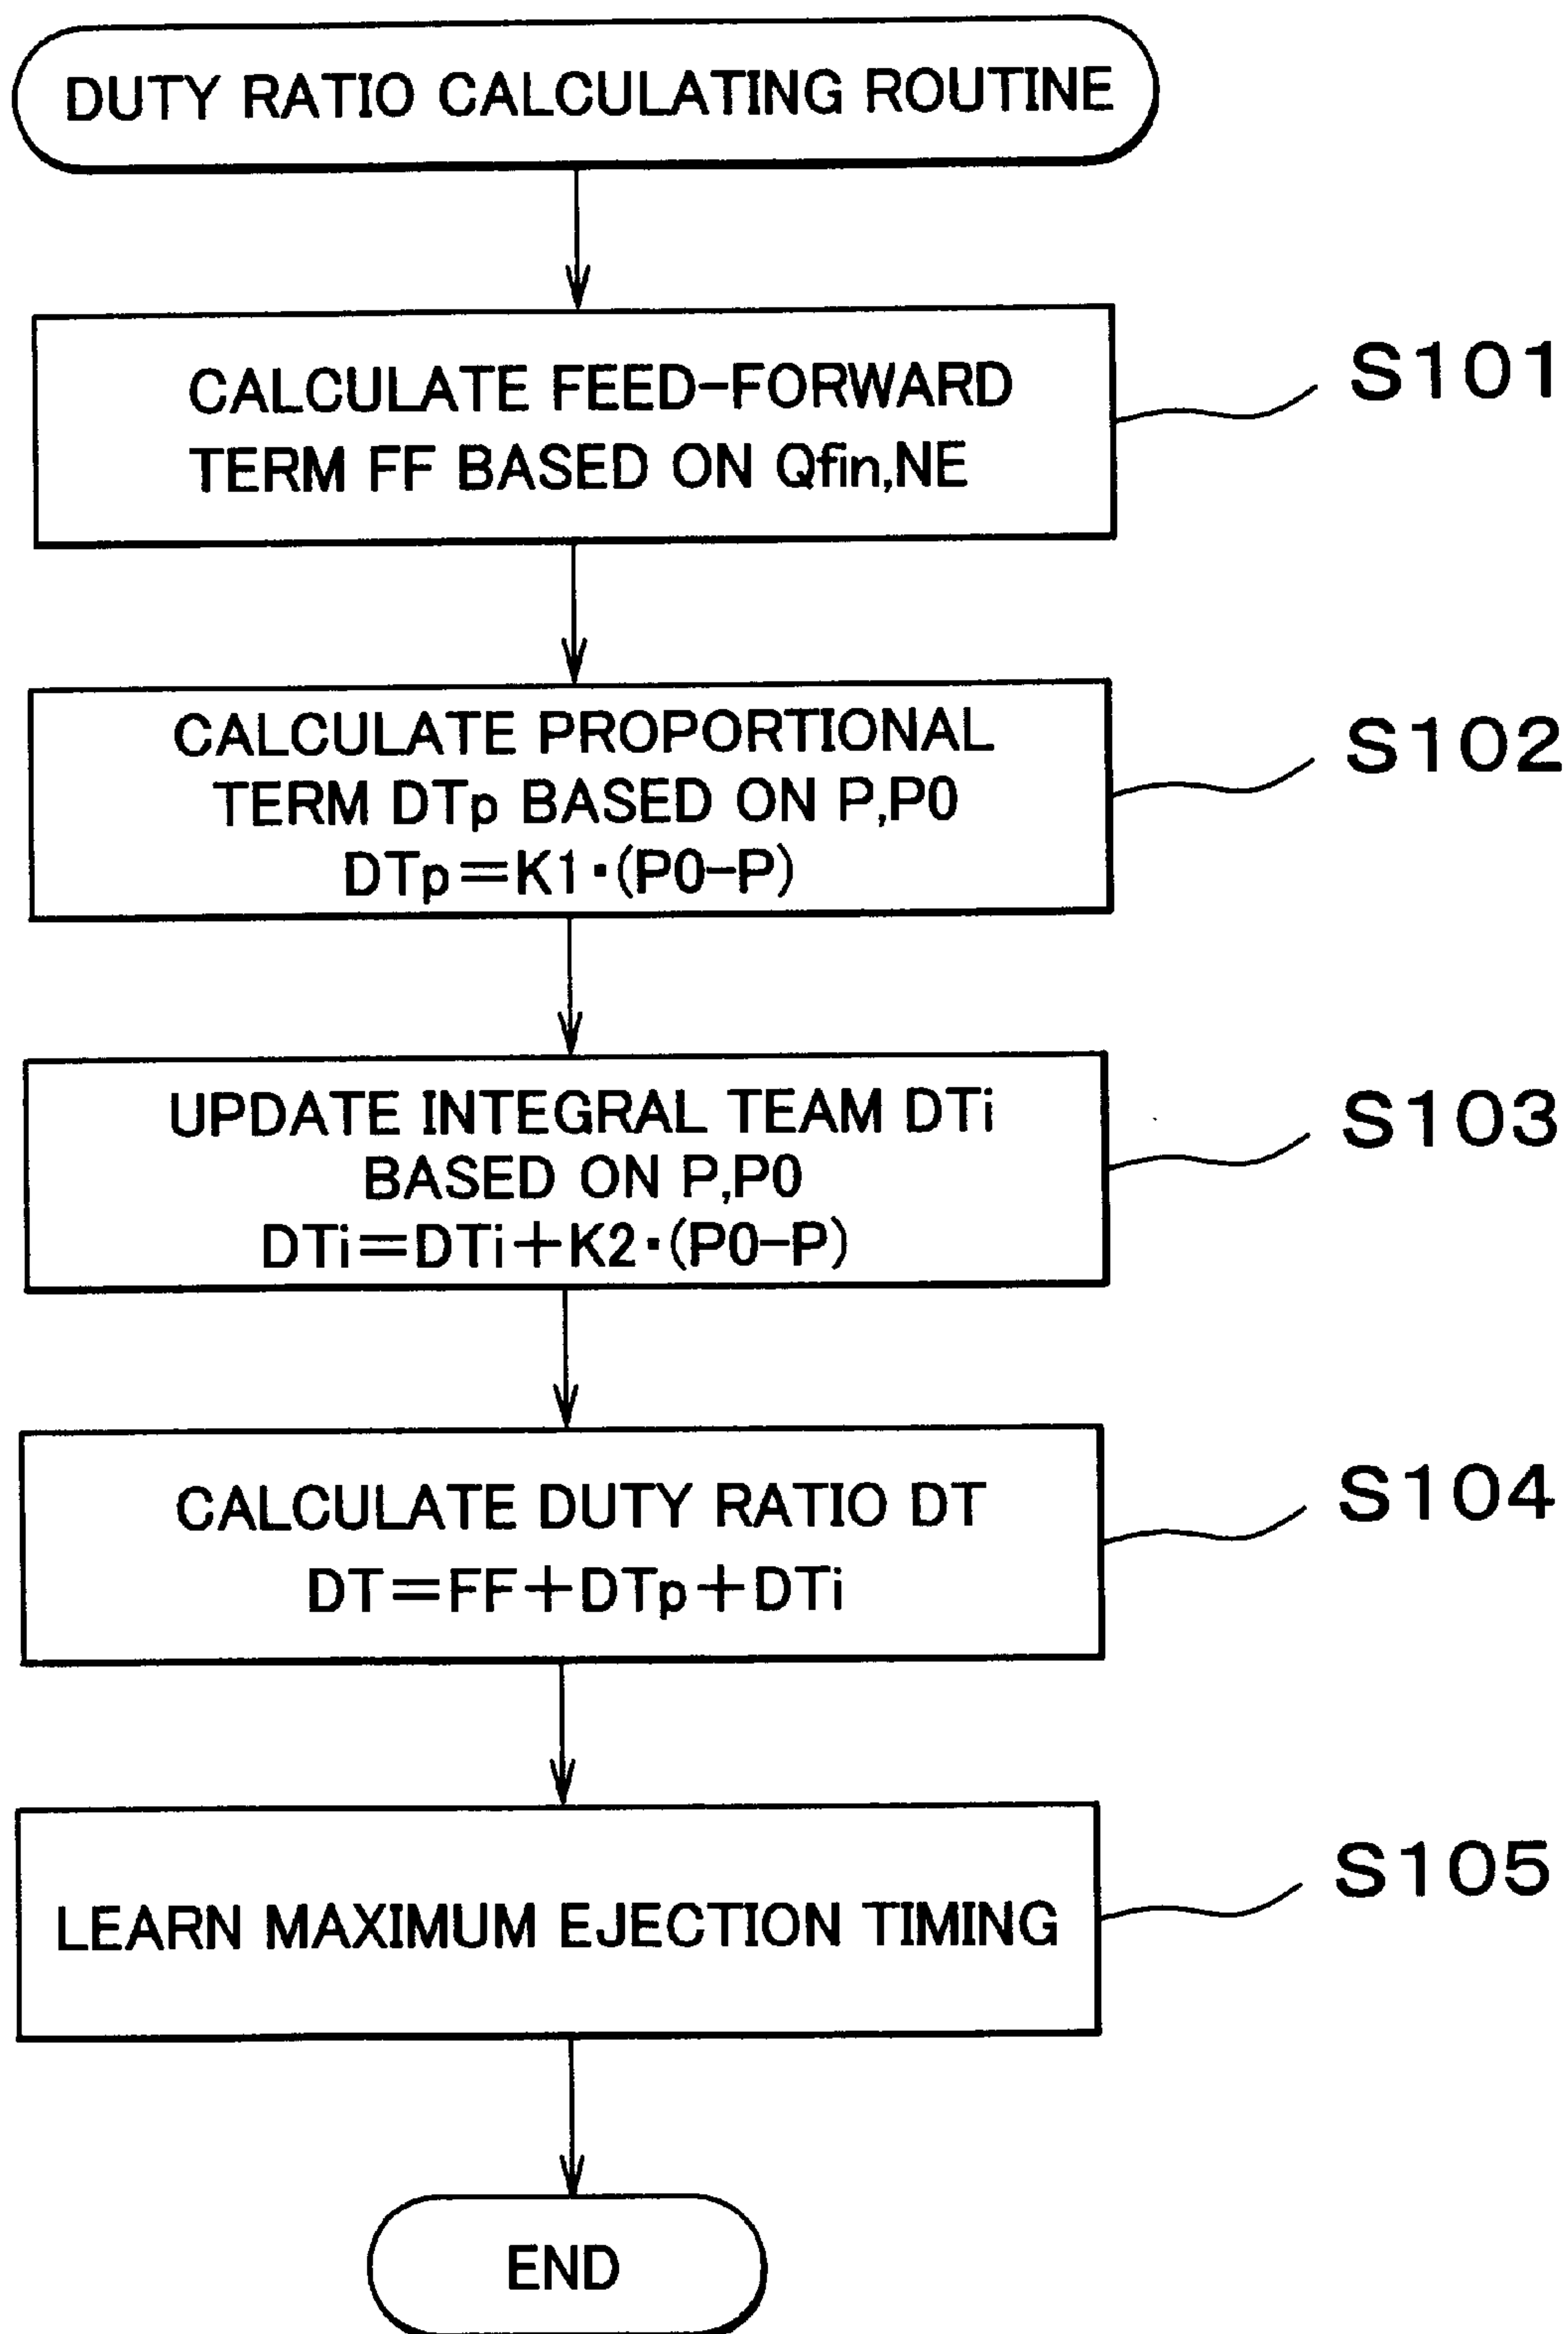 DUTY RATIO CALCULATING ROUTINE
CALCULATE FEED-FORWARD
TERM FF BASED ON Qfin,NE
S101
CALCULATE PROPORTIONAL
TERM DTp BASED ON P,P0
DTp=K1·(P0-P)
S102
UPDATE INTEGRAL TEAM DTi
BASED ON P,P0
DTi=DTi+K2·(P0-P)
S103
CALCULATE DUTY RATIO DT
DT=FF+DTp+DTi
S104
LEARN MAXIMUM EJECTION TIMING
S105
END